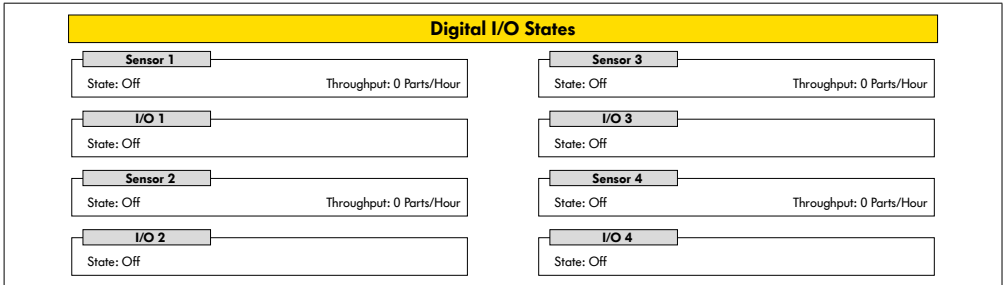 Digital I/O States
Sensor 1
State: Off Throughput: 0 Parts/Hour
I/O 1
State: Off
Sensor 2
State: Off Throughput: 0 Parts/Hour
I/O 2
State: Off
Sensor 3
State: Off Throughput: 0 Parts/Hour
I/O 3
State: Off
Sensor 4
State: Off Throughput: 0 Parts/Hour
I/O 4
State: Off